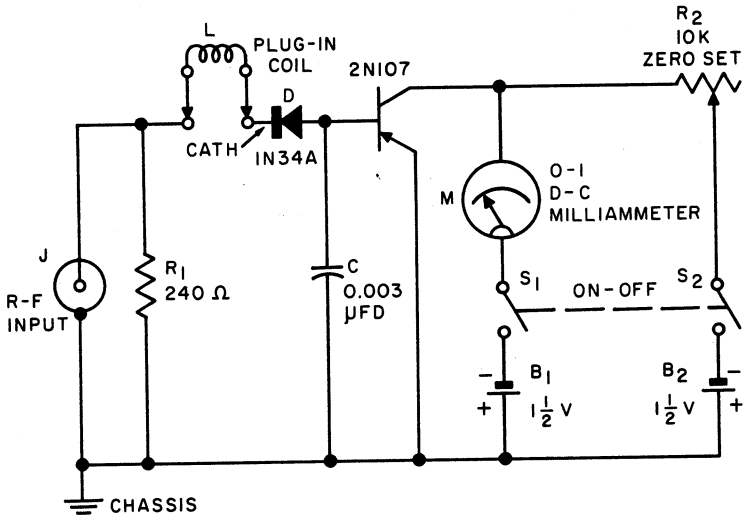 L
PLUG-IN
COIL
D
CATH
1N34A
2N107
R2
10K
ZERO SET
M
0-1
D-C
MILLIAMMETER
J
R-F
INPUT
R1
240 Ω
C
0.003
µFD
S1
ON-OFF
S2
-
+
B1
1 1/2 V
B2
1 1/2 V
-
+
CHASSIS